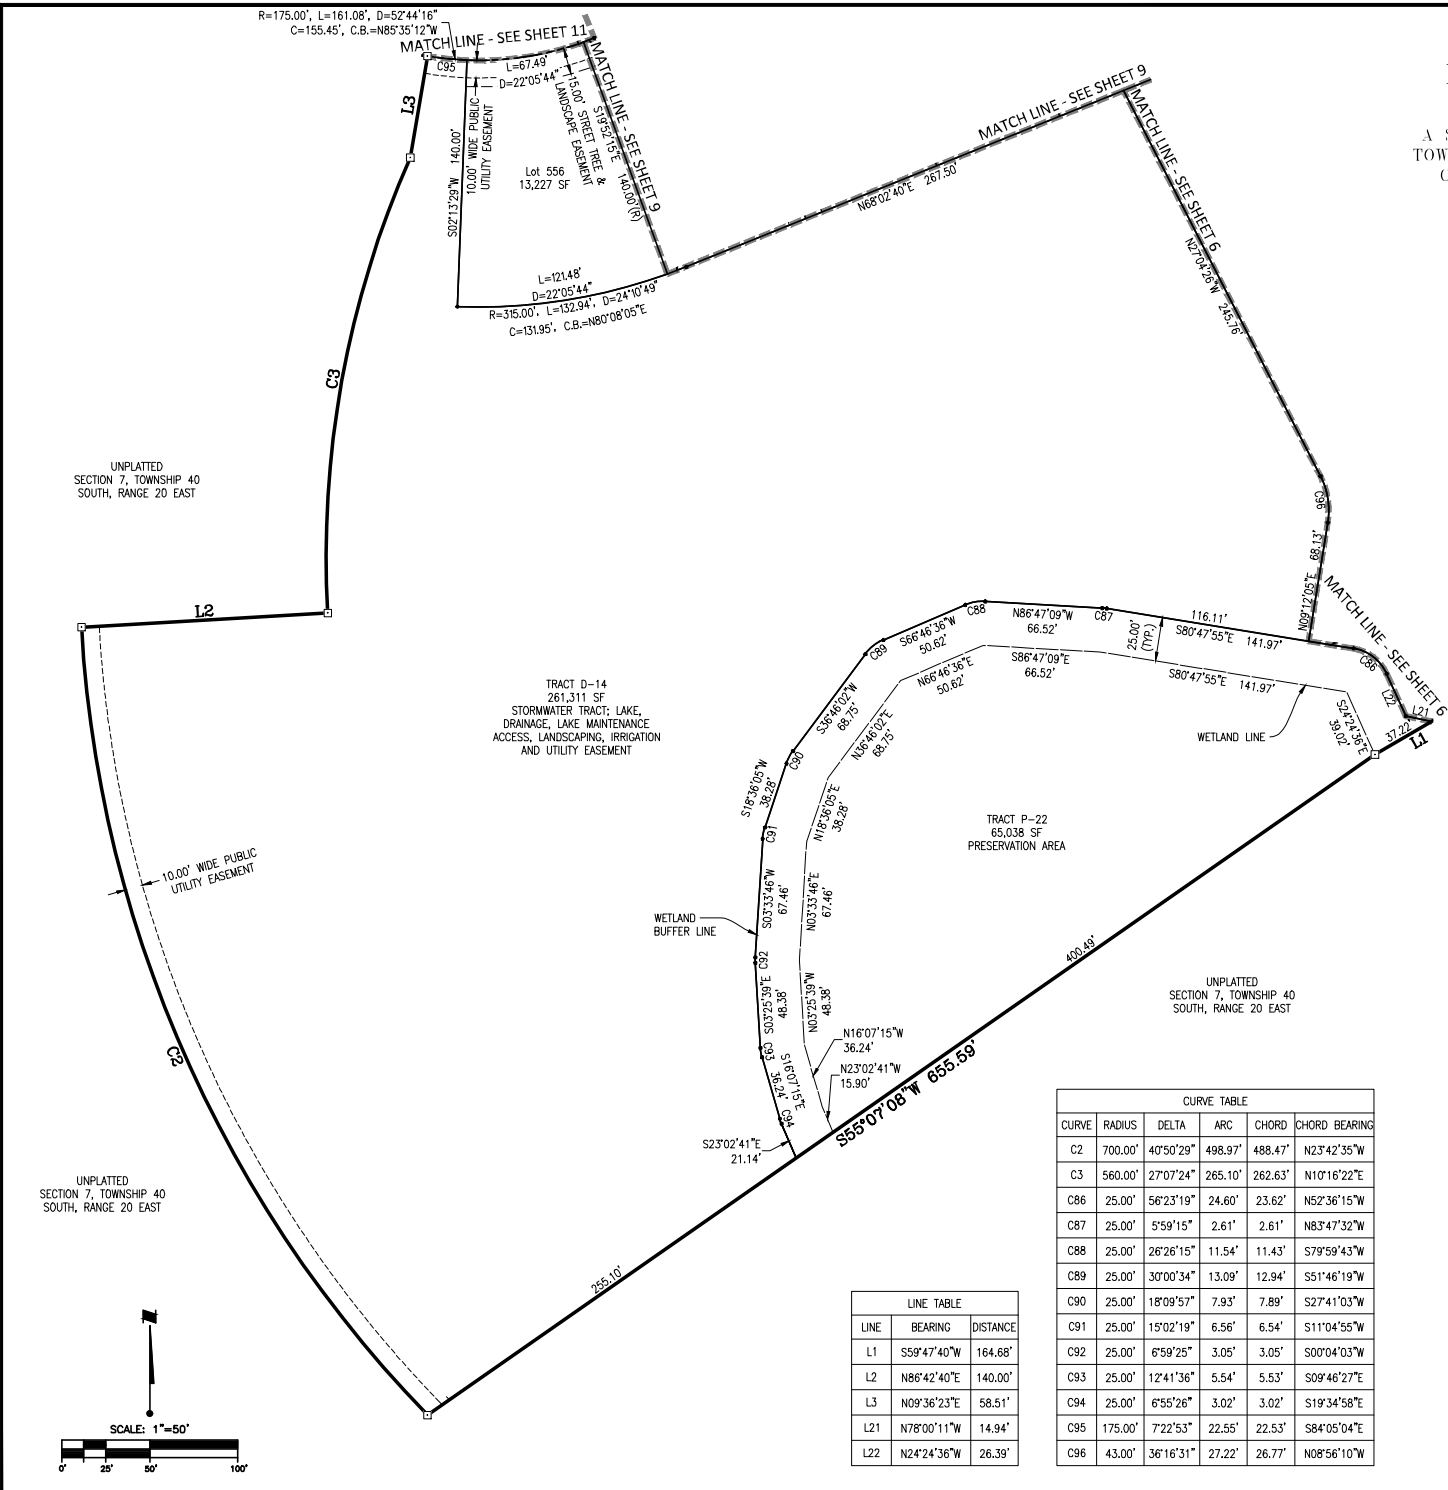 R=175.00', L=161.08', D=52°44'16"
C=155.45', C.B.=N85°35'12"W
MATCH LINE - SEE SHEET 11
C95
L=67.49'
D=22°05'44"
L3
MATCH LINE - SEE SHEET 9
S19°52'15"E 140.00'(R)
15.00' STREET TREE &
LANDSCAPE EASEMENT
10.00' WIDE PUBLIC
UTILITY EASEMENT
S02°13'29"W 140.00'
Lot 556
13,227 SF
L=121.48'
D=22°05'44"
R=315.00', L=132.94', D=24°10'49"
C=131.95', C.B.=N80°08'05"E
MATCH LINE - SEE SHEET 9
N68°02'40"E 267.50'
MATCH LINE - SEE SHEET 6
N27°04'26"W 245.76'
A S
TOW
C3
UNPLATTED
SECTION 7, TOWNSHIP 40
SOUTH, RANGE 20 EAST
C96
N09°12'05"E 68.13'
MATCH LINE - SEE SHEET 6
L2
C88
N86°47'09"W
66.52'
C87
116.11'
S80°47'55"E 141.97'
25.00'
(TYP.)
C86
L22
L21
37.22'
L1
C89
S66°46'36"W
50.62'
N66°46'36"E
50.62'
S86°47'09"E
66.52'
S80°47'55"E 141.97'
S24°24'36"E
39.02'
WETLAND LINE
TRACT D-14
261,311 SF
STORMWATER TRACT; LAKE,
DRAINAGE, LAKE MAINTENANCE
ACCESS, LANDSCAPING, IRRIGATION
AND UTILITY EASEMENT
S36°46'02"W
68.75'
N36°46'02"E
68.75'
C90
S18°36'05"W
38.28'
N18°36'05"E
38.28'
C91
TRACT P-22
65,038 SF
PRESERVATION AREA
10.00' WIDE PUBLIC
UTILITY EASEMENT
S03°33'46"W
67.46'
N03°33'46"E
67.46'
WETLAND
BUFFER LINE
C92
400.49'
S03°25'39"E
48.38'
N03°25'39"W
48.38'
UNPLATTED
SECTION 7, TOWNSHIP 40
SOUTH, RANGE 20 EAST
C2
C93
S16°07'15"E
36.24'
N16°07'15"W
36.24'
N23°02'41"W
15.90'
C94
S55°07'08"W 655.59'
S23°02'41"E
21.14'
UNPLATTED
SECTION 7, TOWNSHIP 40
SOUTH, RANGE 20 EAST
255.10'
SCALE: 1"=50'
0' 25' 50' 100'
LINE TABLE
LINE BEARING DISTANCE
L1 S59°47'40"W 164.68'
L2 N86°42'40"E 140.00'
L3 N09°36'23"E 58.51'
L21 N78°00'11"W 14.94'
L22 N24°24'36"W 26.39'
CURVE TABLE
CURVE RADIUS DELTA ARC CHORD CHORD BEARING
C2 700.00' 40°50'29" 498.97' 488.47' N23°42'35"W
C3 560.00' 27°07'24" 265.10' 262.63' N10°16'22"E
C86 25.00' 56°23'19" 24.60' 23.62' N52°36'15"W
C87 25.00' 5°59'15" 2.61' 2.61' N83°47'32"W
C88 25.00' 26°26'15" 11.54' 11.43' S79°59'43"W
C89 25.00' 30°00'34" 13.09' 12.94' S51°46'19"W
C90 25.00' 18°09'57" 7.93' 7.89' S27°41'03"W
C91 25.00' 15°02'19" 6.56' 6.54' S11°04'55"W
C92 25.00' 6°59'25" 3.05' 3.05' S00°04'03"W
C93 25.00' 12°41'36" 5.54' 5.53' S09°46'27"E
C94 25.00' 6°55'26" 3.02' 3.02' S19°34'58"E
C95 175.00' 7°22'53" 22.55' 22.53' S84°05'04"E
C96 43.00' 36°16'31" 27.22' 26.77' N08°56'10"W